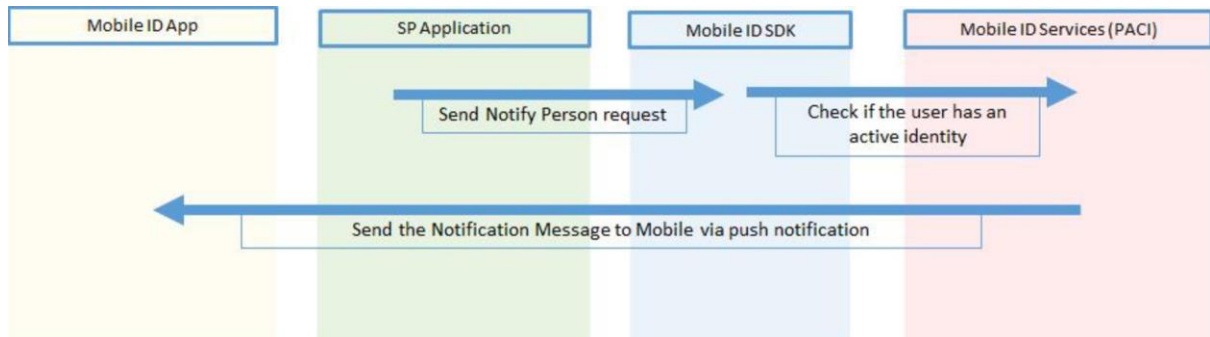 Mobile ID App
SP Application
Mobile ID SDK
Mobile ID Services (PACI)
Send Notify Person request
Check if the user has an
active identity
Send the Notification Message to Mobile via push notification